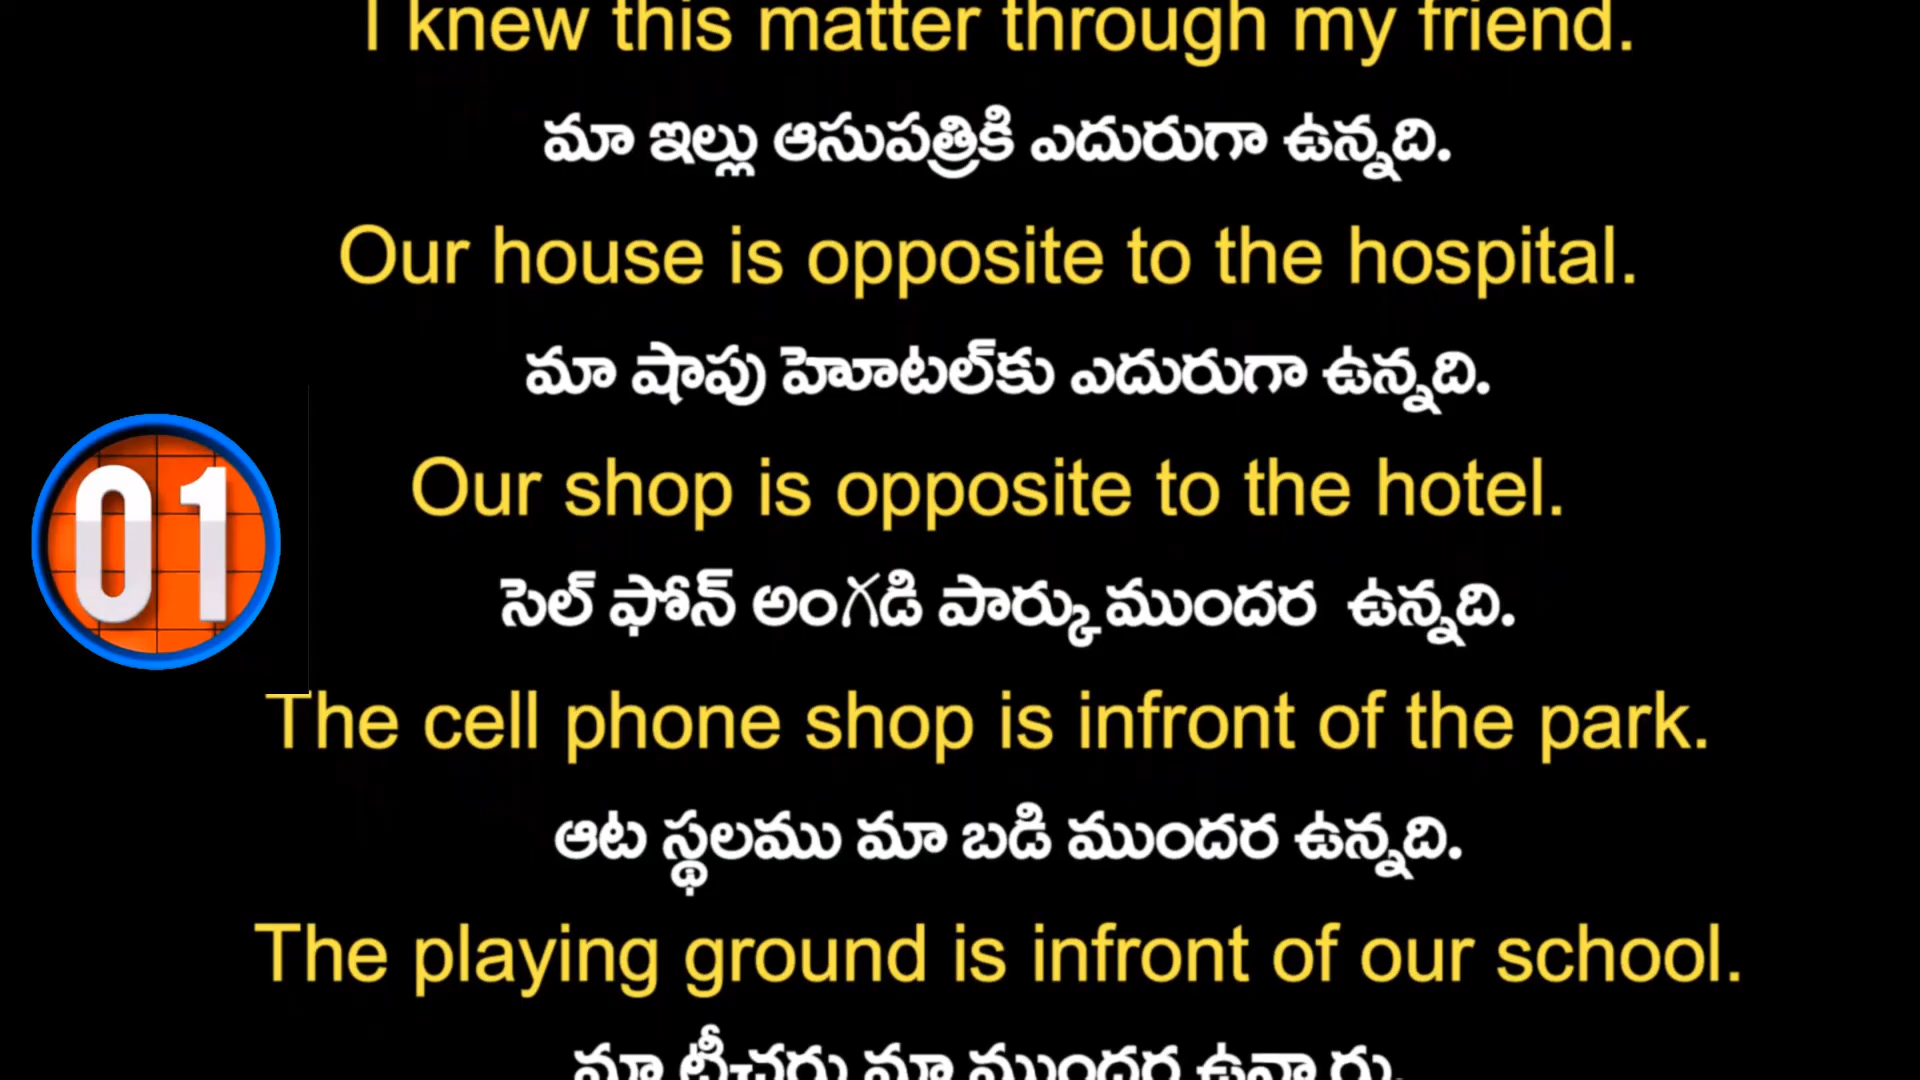 I knew this matter through my friend.
మా ఇల్లు ఆసుపత్రికి ఎదురుగా ఉన్నది.
Our house is opposite to the hospital.
మా షాపు హెూటల్‌కు ఎదురుగా ఉన్నది.
01
Our shop is opposite to the hotel.
సెల్ ఫోన్ అంగడి పార్కు ముందర ఉన్నది.
The cell phone shop is infront of the park.
ఆట స్థలము మా బడి ముందర ఉన్నది.
The playing ground is infront of our school.
మా టీచరు మా ముందర ఉన్నారు.